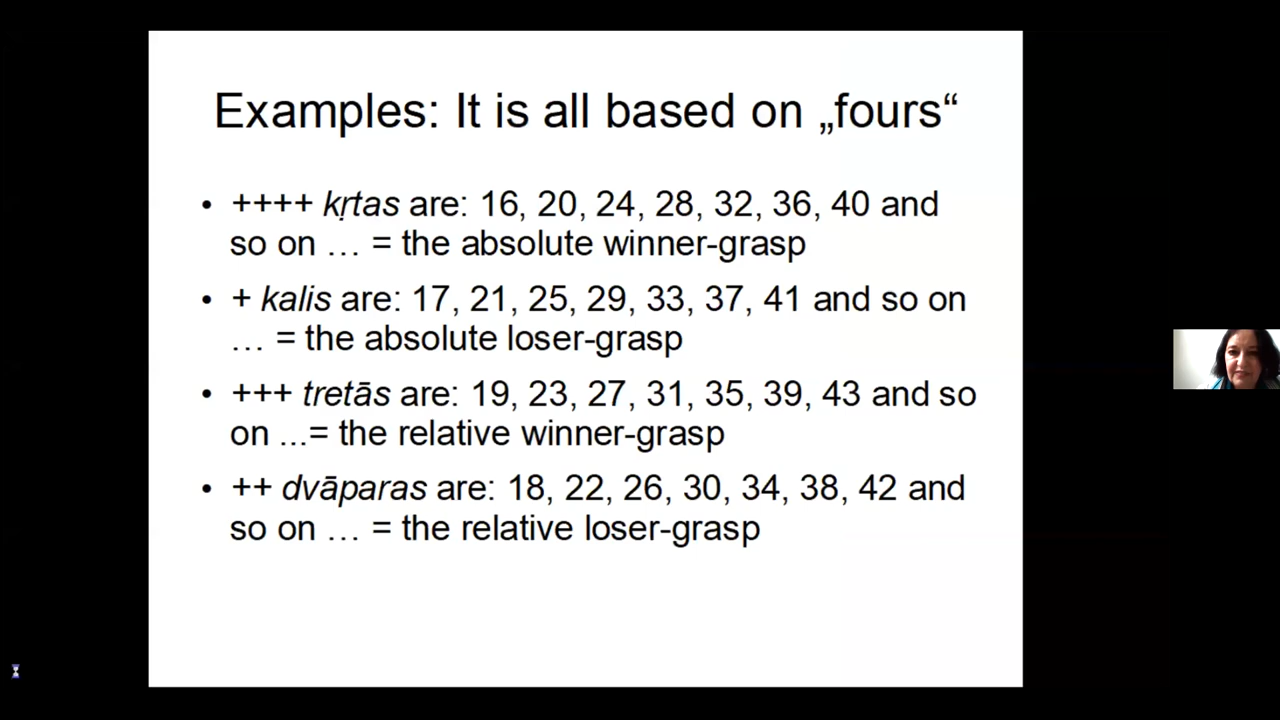 Examples: It is all based on „fours“
• ++++ kṛtas are: 16, 20, 24, 28, 32, 36, 40 and
so on … = the absolute winner-grasp
• + kalis are: 17, 21, 25, 29, 33, 37, 41 and so on
… = the absolute loser-grasp
• +++ tretās are: 19, 23, 27, 31, 35, 39, 43 and so
on ...= the relative winner-grasp
• ++ dvāparas are: 18, 22, 26, 30, 34, 38, 42 and
so on … = the relative loser-grasp